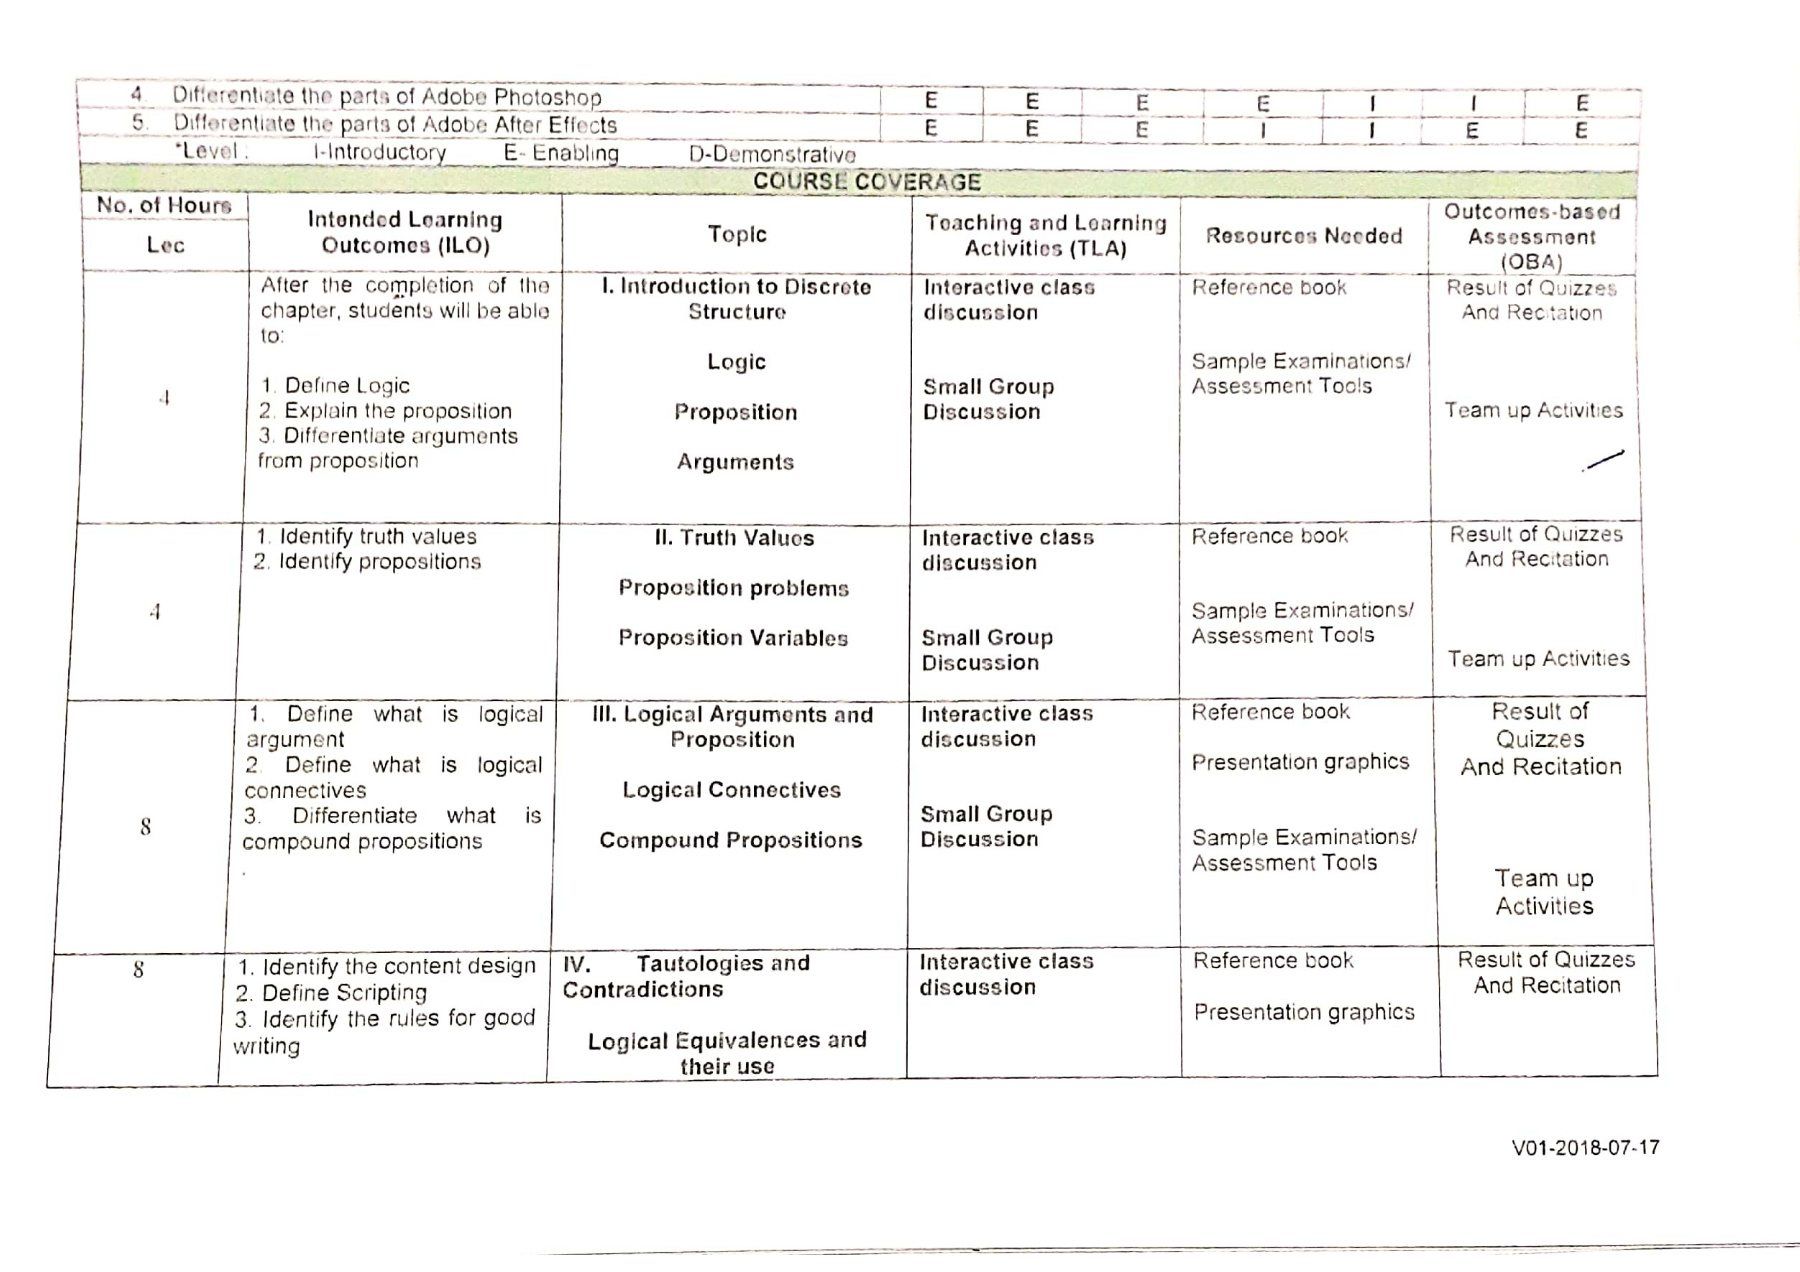 4. Differentiate the parts of Adobe Photoshop E E E E I I E
5. Differentiate the parts of Adobe After Effects E E E I I E E
*Level : I-Introductory E- Enabling D-Demonstrative
COURSE COVERAGE
No. of Hours
Lec
Intended Learning
Outcomes (ILO)
Topic
Teaching and Learning
Activities (TLA)
Resources Needed
Outcomes-based
Assessment
(OBA)
4
After the completion of the
chapter, students will be able
to:
1. Define Logic
2. Explain the proposition
3. Differentiate arguments
from proposition
I. Introduction to Discrete
Structure
Logic
Proposition
Arguments
Interactive class
discussion
Small Group
Discussion
Reference book
Sample Examinations/
Assessment Tools
Result of Quizzes
And Recitation
Team up Activities
4
1. Identify truth values
2. Identify propositions
II. Truth Values
Proposition problems
Proposition Variables
Interactive class
discussion
Small Group
Discussion
Reference book
Sample Examinations/
Assessment Tools
Result of Quizzes
And Recitation
Team up Activities
8
1. Define what is logical
argument
2. Define what is logical
connectives
3. Differentiate what is
compound propositions
III. Logical Arguments and
Proposition
Logical Connectives
Compound Propositions
Interactive class
discussion
Small Group
Discussion
Reference book
Presentation graphics
Sample Examinations/
Assessment Tools
Result of
Quizzes
And Recitation
Team up
Activities
8
1. Identify the content design
2. Define Scripting
3. Identify the rules for good
writing
IV. Tautologies and
Contradictions
Logical Equivalences and
their use
Interactive class
discussion
Reference book
Presentation graphics
Result of Quizzes
And Recitation
V01-2018-07-17